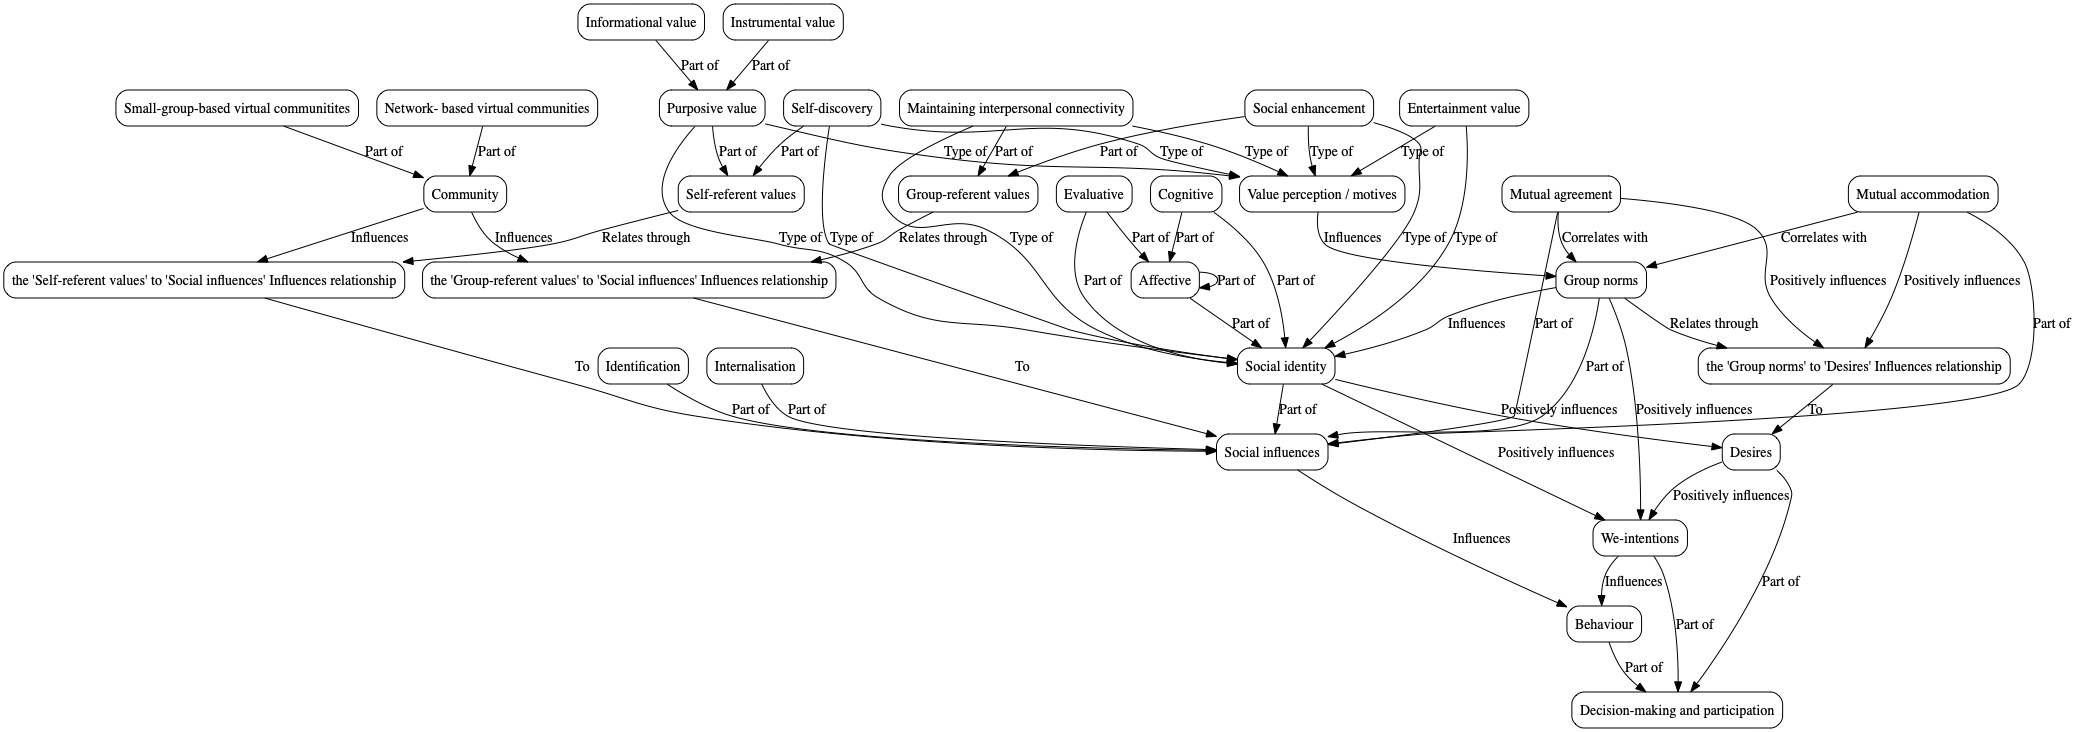 Informational value
Instrumental value
Part of
Part of
Small-group-based virtual communitites
Network- based virtual communities
Purposive value
Self-discovery
Maintaining interpersonal connectivity
Social enhancement
Entertainment value
Part of
Part of
Part of
Part of
Type of
Part of
Part of
Type of
Type of
Type of
Type of
Community
Self-referent values
Group-referent values
Evaluative
Cognitive
Value perception / motives
Mutual agreement
Mutual accommodation
Influences
Influences
Relates through
Type of
Type of
Relates through
Type of
Part of
Part of
Influences
Type of
Type of
Correlates with
Correlates with
the 'Self-referent values' to 'Social influences' Influences relationship
the 'Group-referent values' to 'Social influences' Influences relationship
Part of
Affective
Part of
Part of
Group norms
Positively influences
Positively influences
Part of
Influences
Part of
Relates through
Part of
To
Identification
Internalisation
To
Social identity
Part of
the 'Group norms' to 'Desires' Influences relationship
Part of
Part of
Part of
Positively influences
Positively influences
To
Social influences
Positively influences
Desires
Positively influences
Influences
We-intentions
Influences
Part of
Behaviour
Part of
Part of
Decision-making and participation